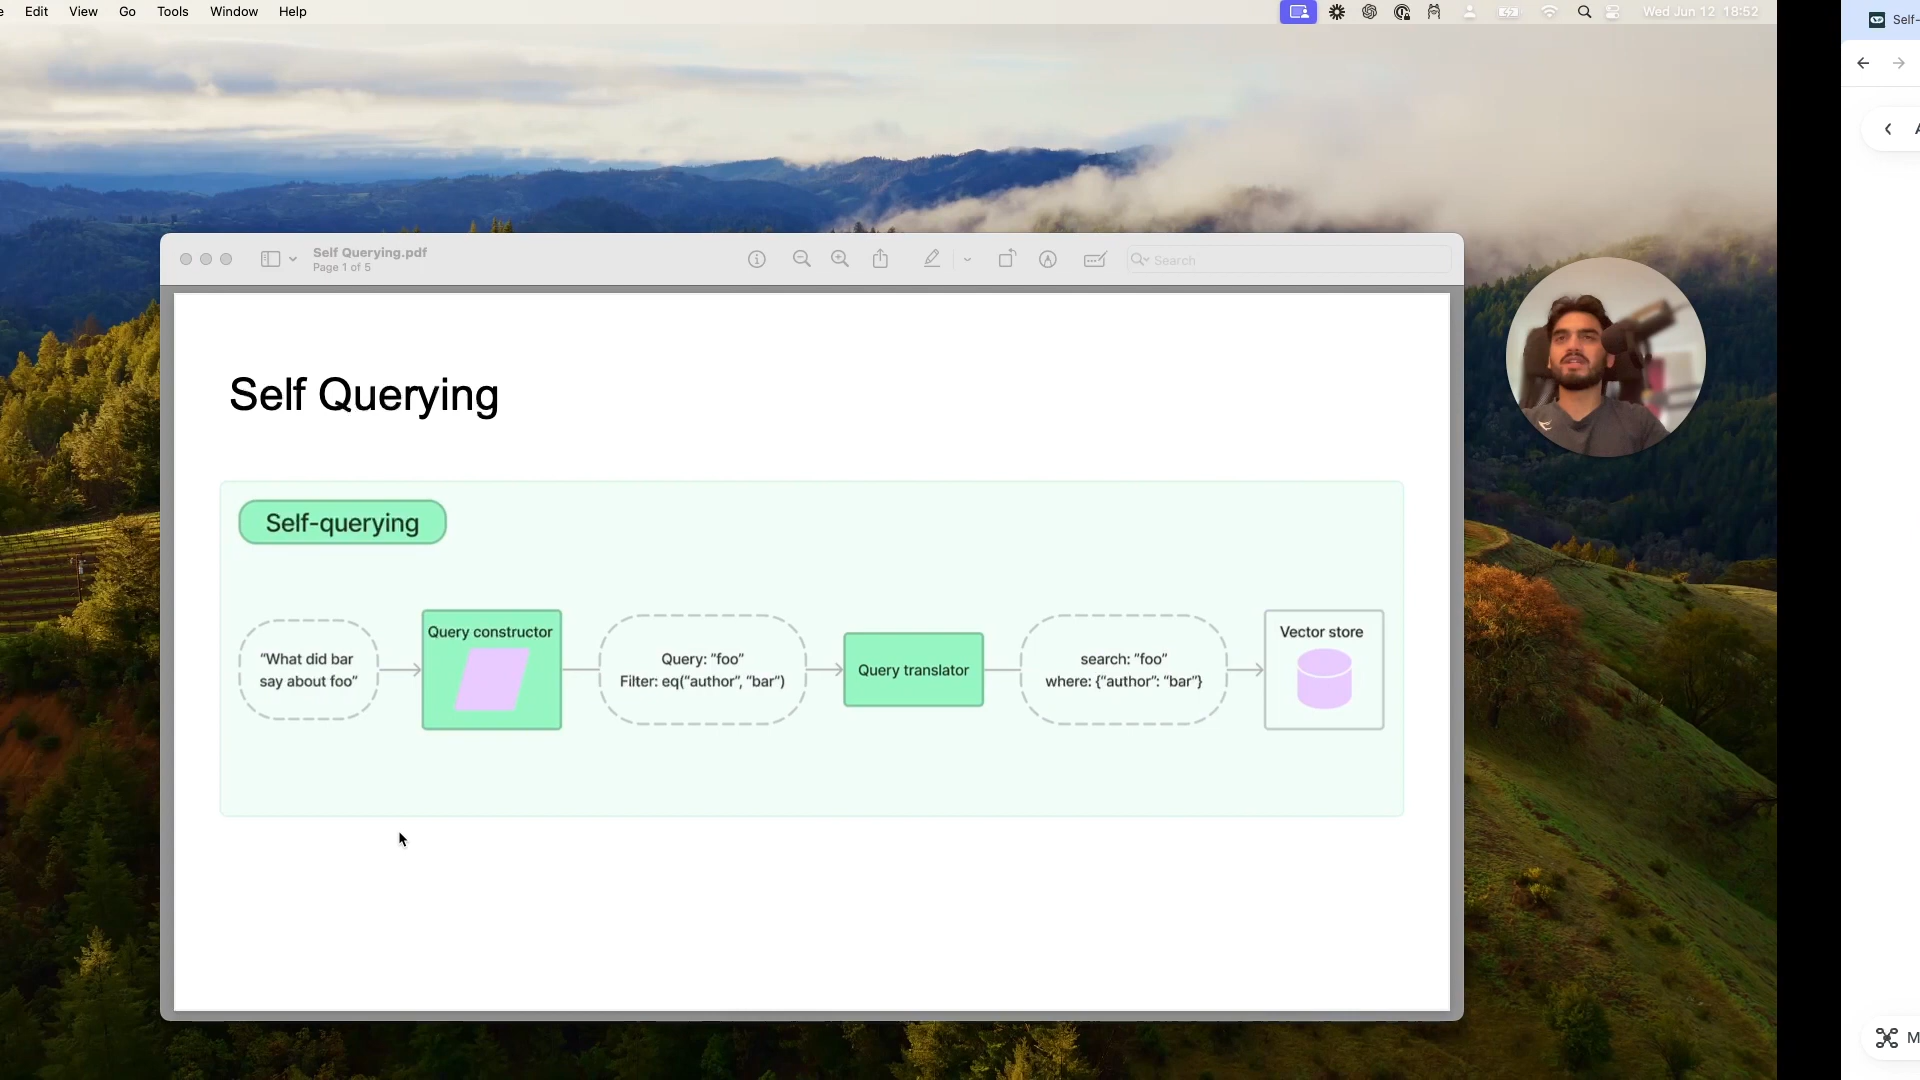 Edit View Go Tools Window Help
Wed Jun 12 18:52
Self-
Self Querying.pdf
Page 1 of 5
Search
Self Querying
Self-querying
“What did bar
say about foo”
Query constructor
Query: “foo”
Filter: eq(“author”, “bar”)
Query translator
search: “foo”
where: {“author”: “bar”}
Vector store